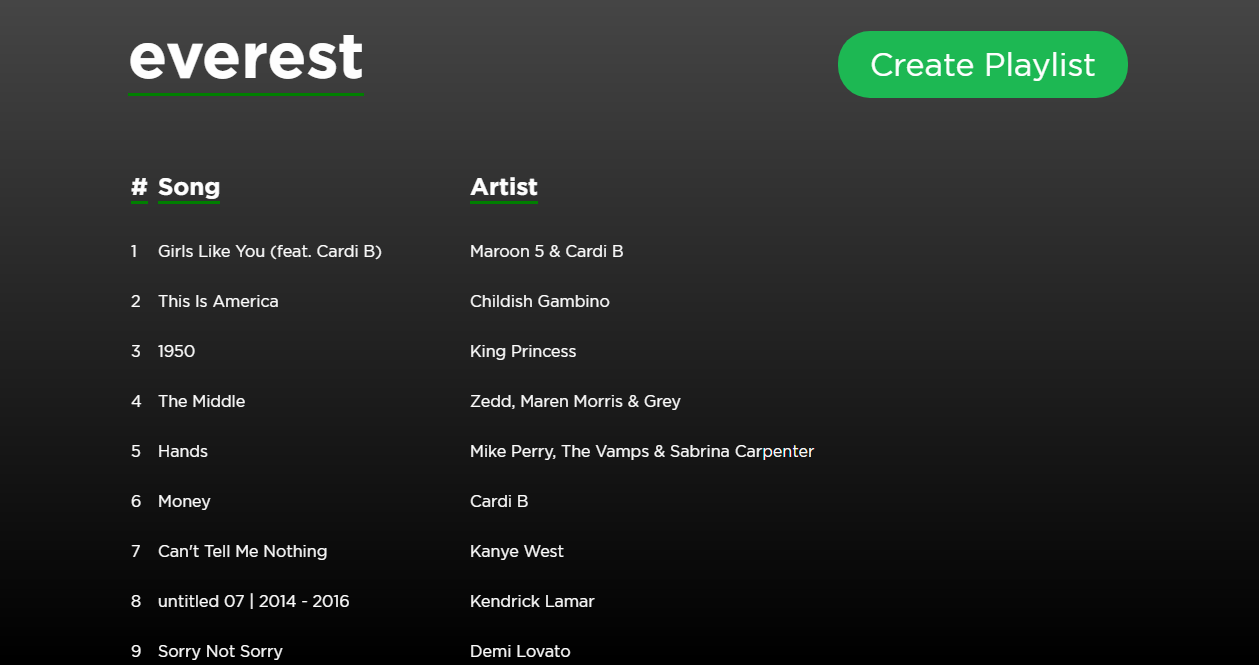 everest
Create Playlist
# Song Artist
1 Girls Like You (feat. Cardi B) Maroon 5 & Cardi B
2 This Is America Childish Gambino
3 1950 King Princess
4 The Middle Zedd, Maren Morris & Grey
5 Hands Mike Perry, The Vamps & Sabrina Carpenter
6 Money Cardi B
7 Can't Tell Me Nothing Kanye West
8 untitled 07 | 2014 - 2016 Kendrick Lamar
9 Sorry Not Sorry Demi Lovato